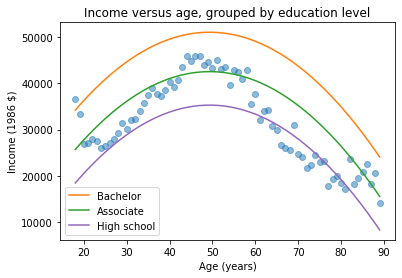 Income versus age, grouped by education level
Income (1986 $)
50000
40000
30000
20000
10000
Bachelor
Associate
High school
20 30 40 50 60 70 80 90
Age (years)